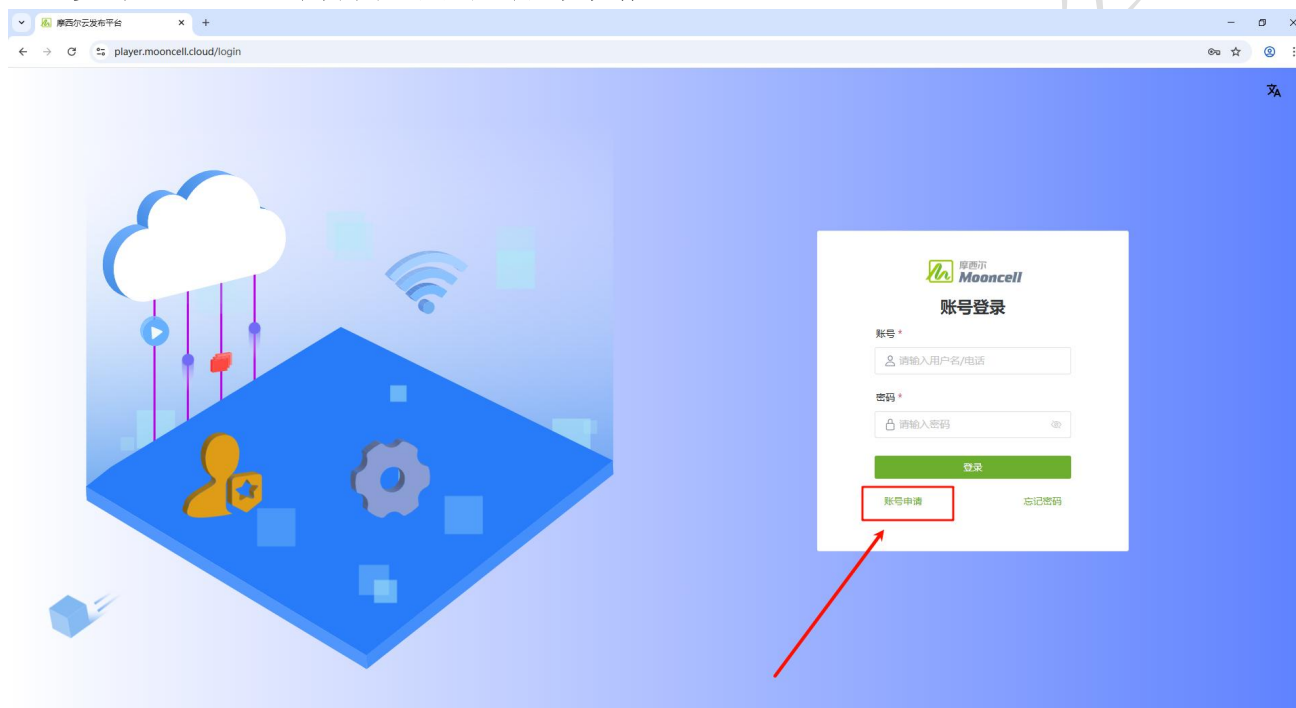 摩西尔云发布平台
player.mooncell.cloud/login
摩西尔
Mooncell
账号登录
账号 *
请输入用户名/电话
密码 *
请输入密码
登录
账号申请
忘记密码